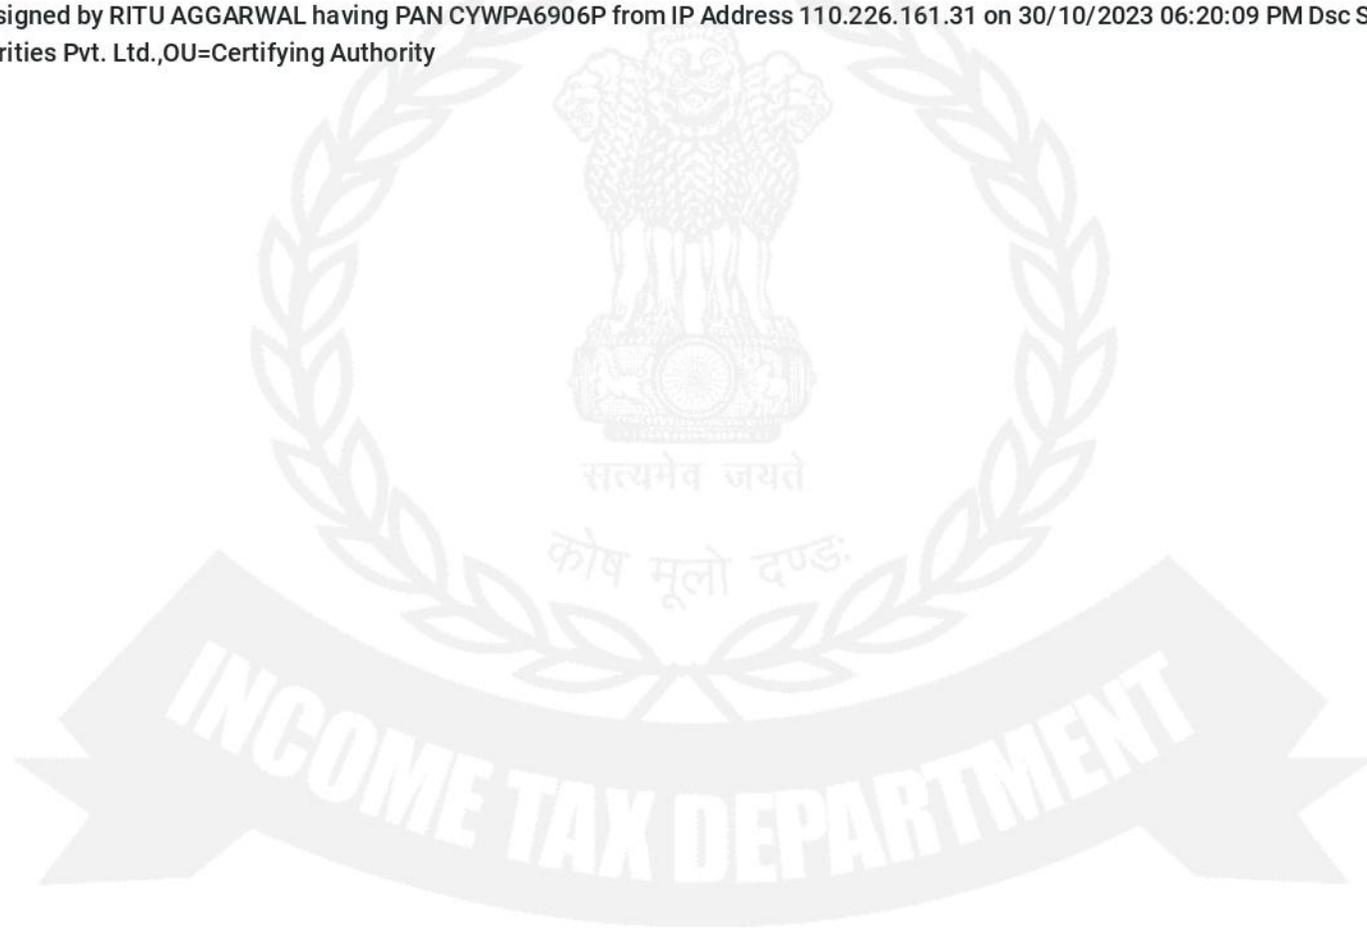 signed by RITU AGGARWAL having PAN CYWPA6906P from IP Address 110.226.161.31 on 30/10/2023 06:20:09 PM Dsc S
rities Pvt. Ltd.,OU=Certifying Authority
सत्यमेव जयते
कोष मूलो दण्डः
INCOME TAX DEPARTMENT